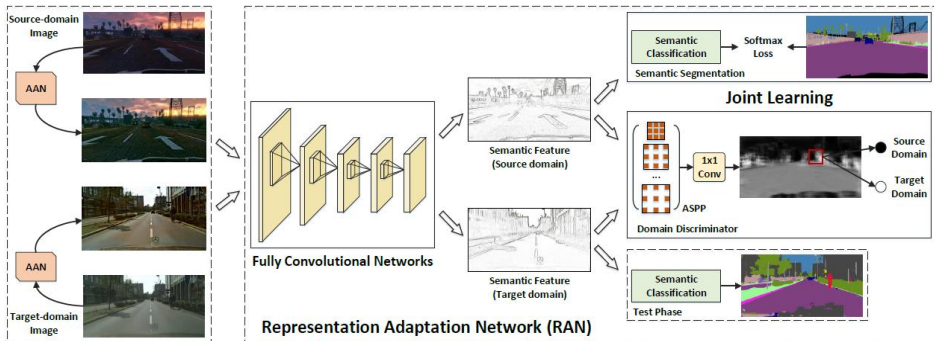 Source-domain
Image
AAN
AAN
Target-domain
Image
Fully Convolutional Networks
Semantic Feature
(Source domain)
Semantic Feature
(Target domain)
Representation Adaptation Network (RAN)
Semantic
Classification
Softmax
Loss
Semantic Segmentation
Joint Learning
1x1
Conv
...
ASPP
Domain Discriminator
Source
Domain
Target
Domain
Semantic
Classification
Test Phase